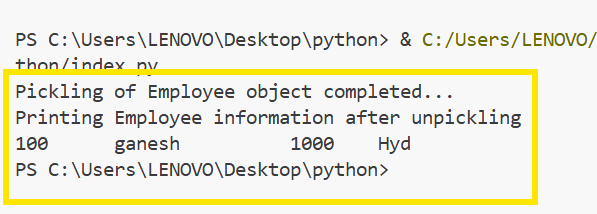 PS C:\Users\LENOVO\Desktop\python> & C:/Users/LENOVO/
thon/index.py
Pickling of Employee object completed...
Printing Employee information after unpickling
100 ganesh 1000 Hyd
PS C:\Users\LENOVO\Desktop\python>